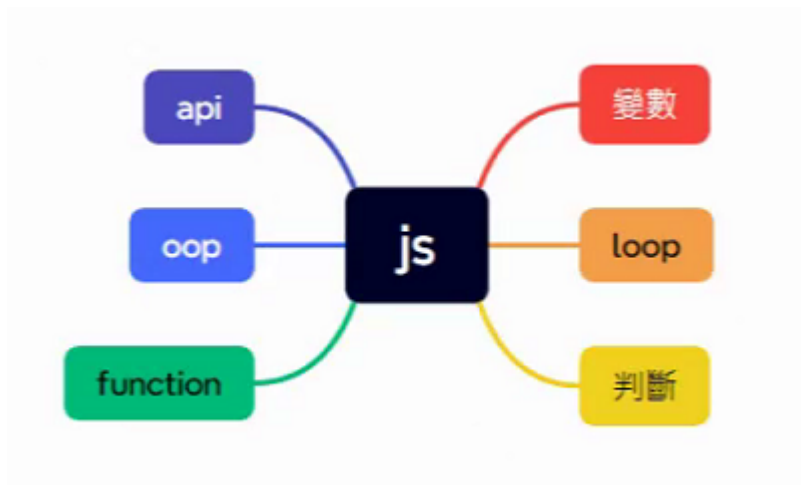 api
變數
oop
js
loop
function
判斷